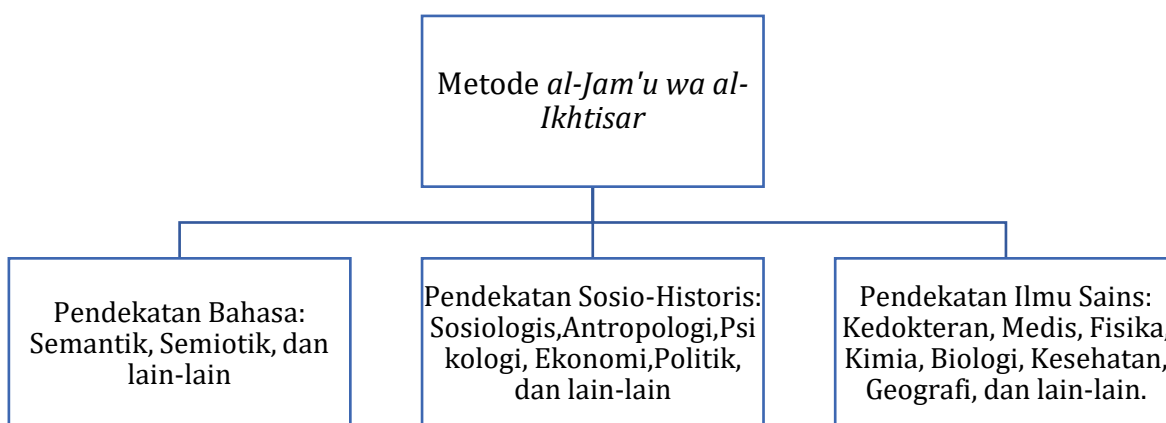 Metode al-Jam'u wa al-
Ikhtisar
Pendekatan Bahasa:
Semantik, Semiotik, dan
lain-lain
Pendekatan Sosio-Historis:
Sosiologis,Antropologi,Psi
kologi, Ekonomi,Politik,
dan lain-lain
Pendekatan Ilmu Sains:
Kedokteran, Medis, Fisika,
Kimia, Biologi, Kesehatan,
Geografi, dan lain-lain.